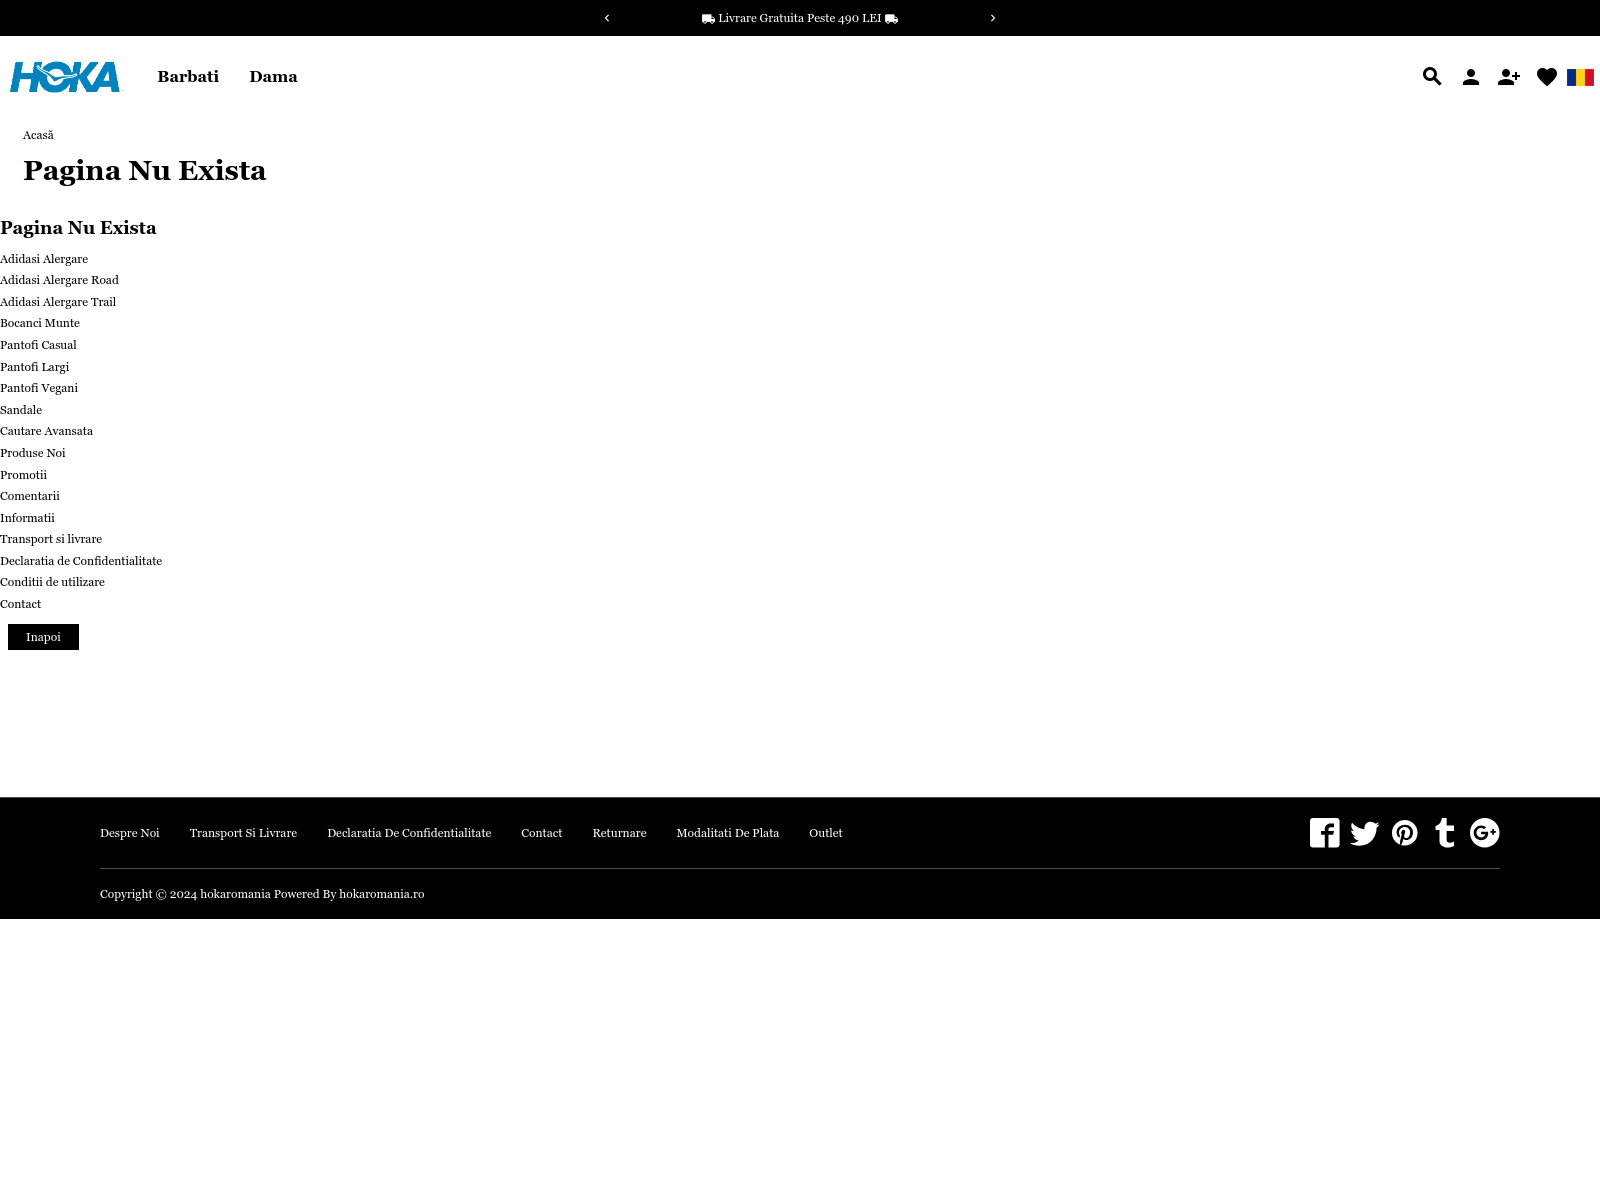 Livrare Gratuita Peste 490 LEI
HOKA
Barbati
Dama
Acasă
Pagina Nu Exista
Pagina Nu Exista
Adidasi Alergare
Adidasi Alergare Road
Adidasi Alergare Trail
Bocanci Munte
Pantofi Casual
Pantofi Largi
Pantofi Vegani
Sandale
Cautare Avansata
Produse Noi
Promotii
Comentarii
Informatii
Transport si livrare
Declaratia de Confidentialitate
Conditii de utilizare
Contact
Inapoi
Despre Noi
Transport Si Livrare
Declaratia De Confidentialitate
Contact
Returnare
Modalitati De Plata
Outlet
Copyright © 2024 hokaromania Powered By hokaromania.ro